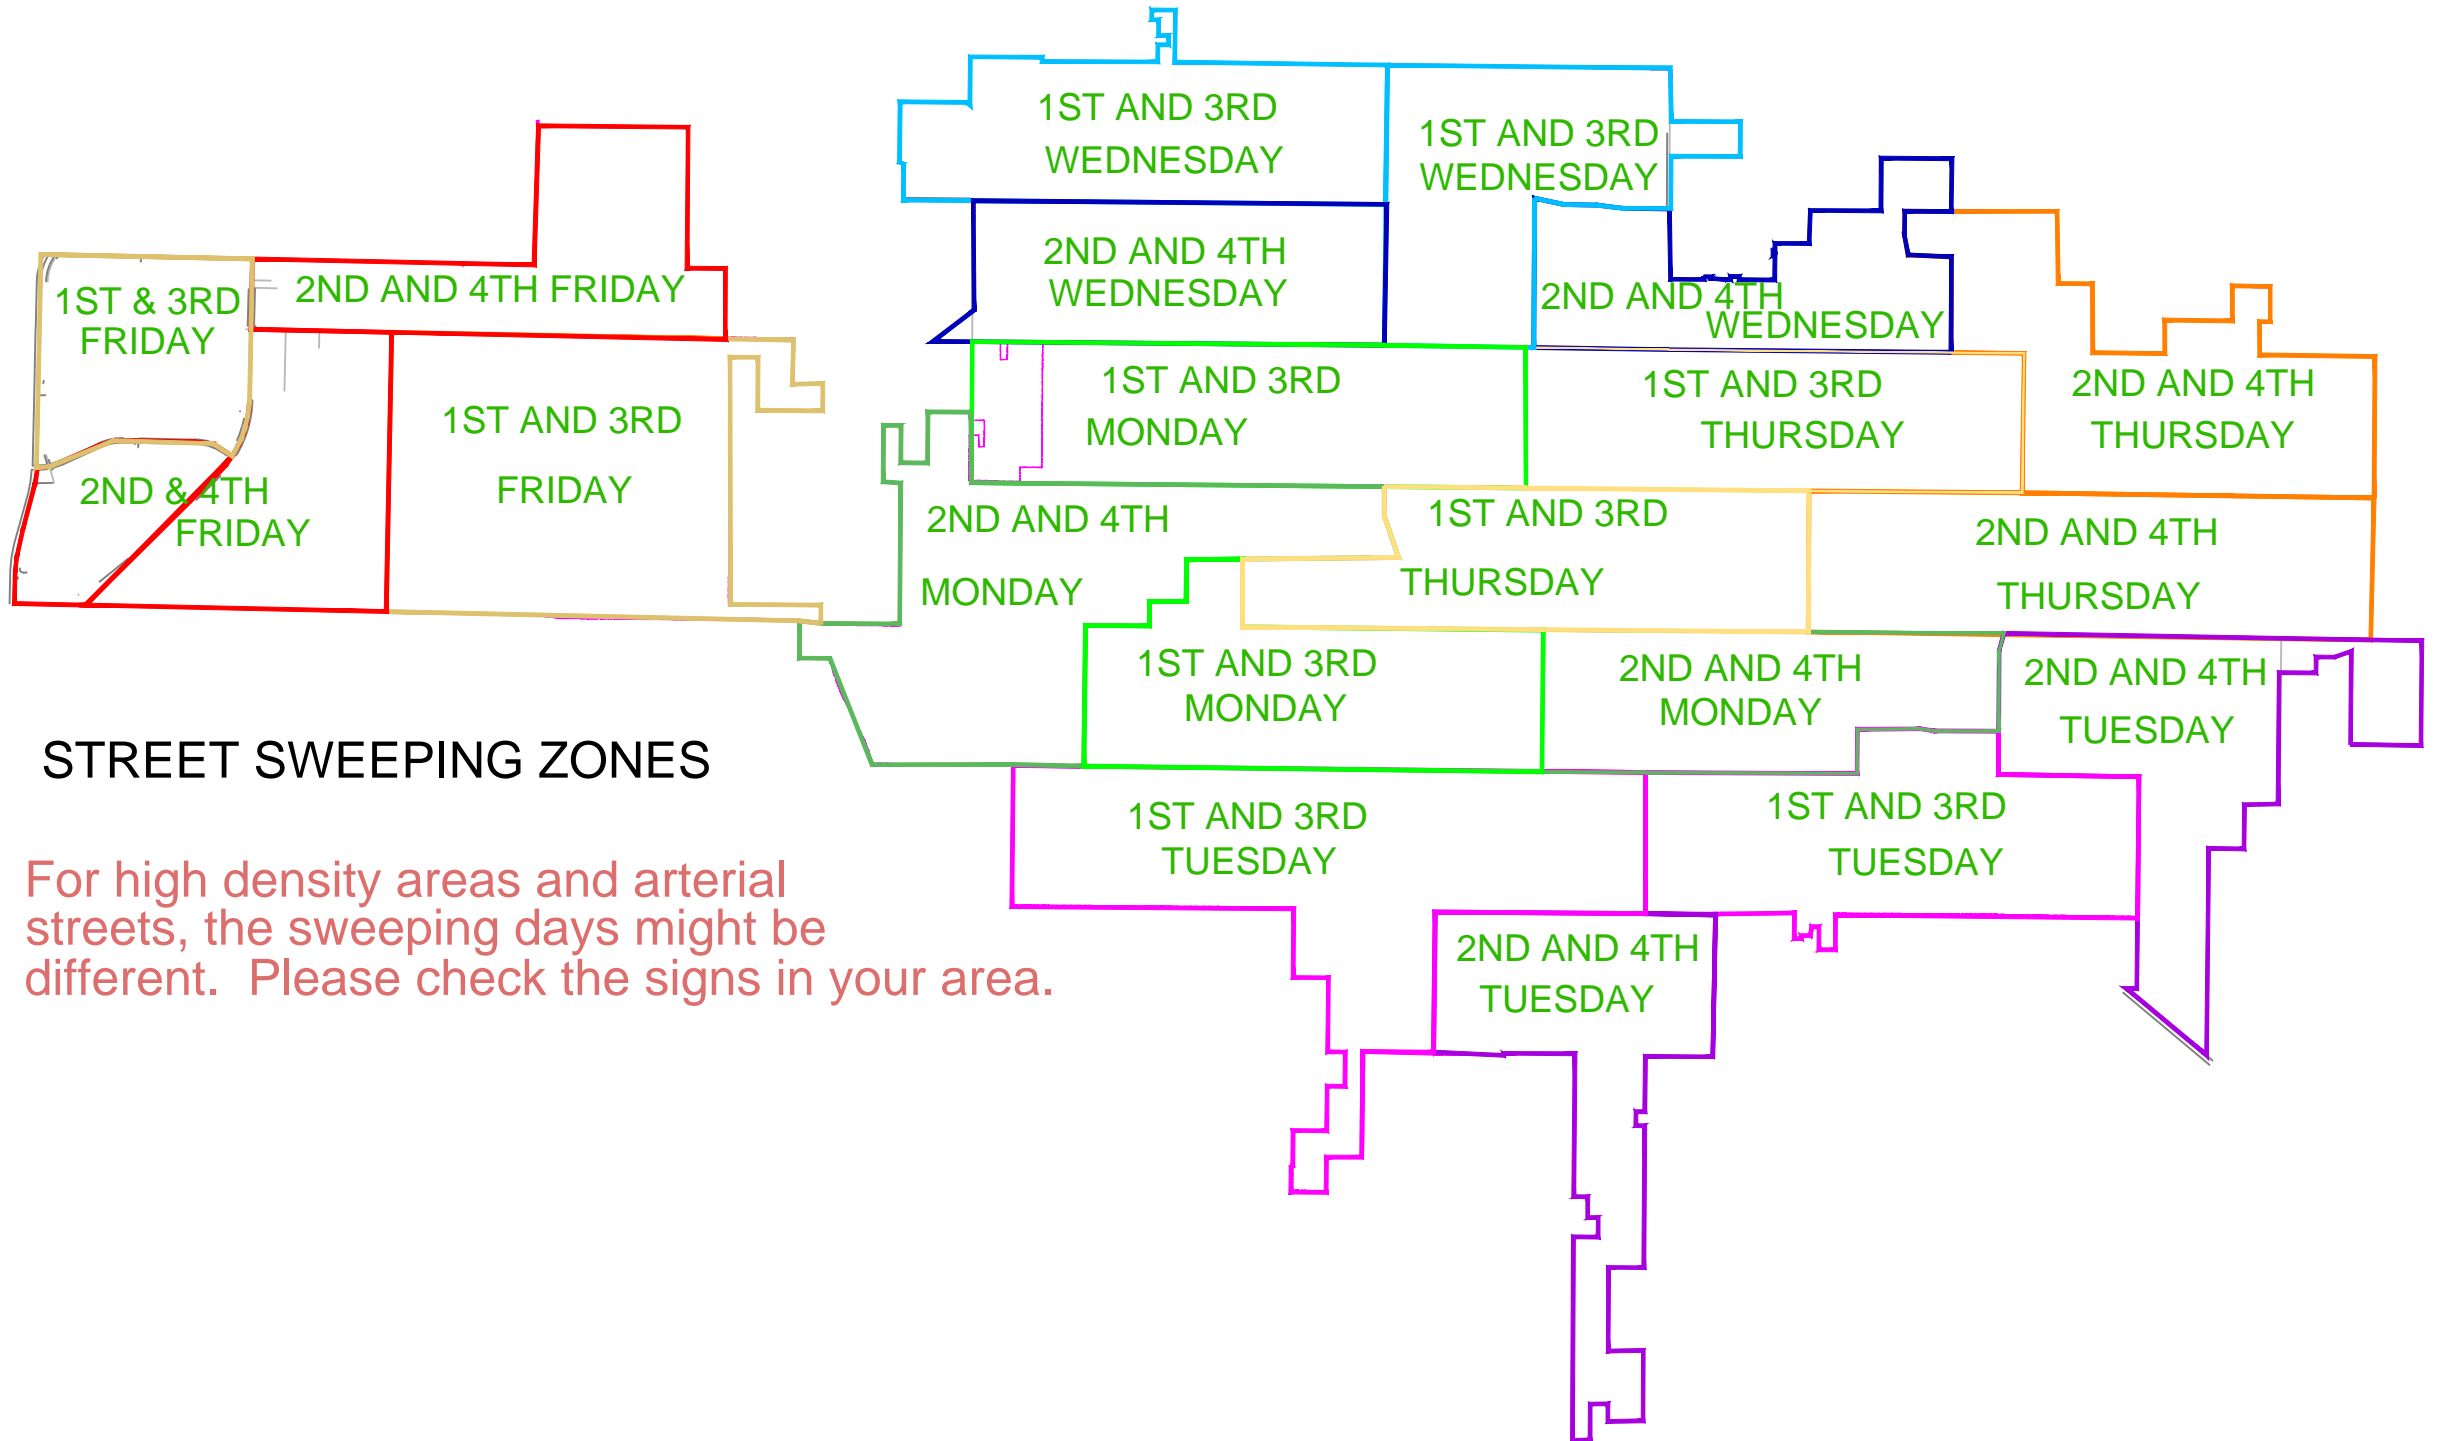 1ST AND 3RD
WEDNESDAY
1ST AND 3RD
WEDNESDAY
2ND AND 4TH
WEDNESDAY
2ND AND 4TH
WEDNESDAY
1ST & 3RD
FRIDAY
2ND AND 4TH FRIDAY
1ST AND 3RD
FRIDAY
2ND & 4TH
FRIDAY
1ST AND 3RD
MONDAY
1ST AND 3RD
THURSDAY
2ND AND 4TH
THURSDAY
2ND AND 4TH
MONDAY
1ST AND 3RD
THURSDAY
2ND AND 4TH
THURSDAY
1ST AND 3RD
MONDAY
2ND AND 4TH
MONDAY
2ND AND 4TH
TUESDAY
STREET SWEEPING ZONES
1ST AND 3RD
TUESDAY
1ST AND 3RD
TUESDAY
2ND AND 4TH
TUESDAY
For high density areas and arterial
streets, the sweeping days might be
different.  Please check the signs in your area.